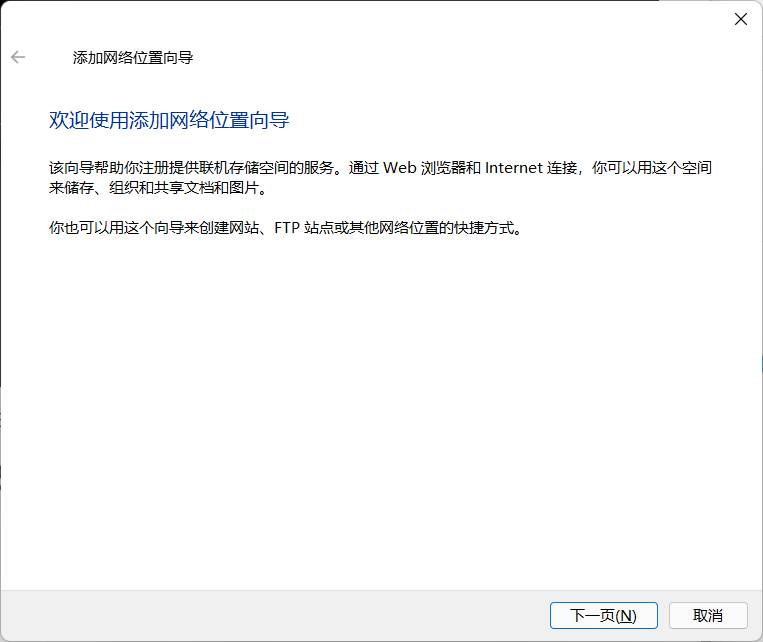 添加网络位置向导
欢迎使用添加网络位置向导
该向导帮助你注册提供联机存储空间的服务。通过 Web 浏览器和 Internet 连接，你可以用这个空间
来储存、组织和共享文档和图片。
你也可以用这个向导来创建网站、FTP 站点或其他网络位置的快捷方式。
下一页(N)
取消